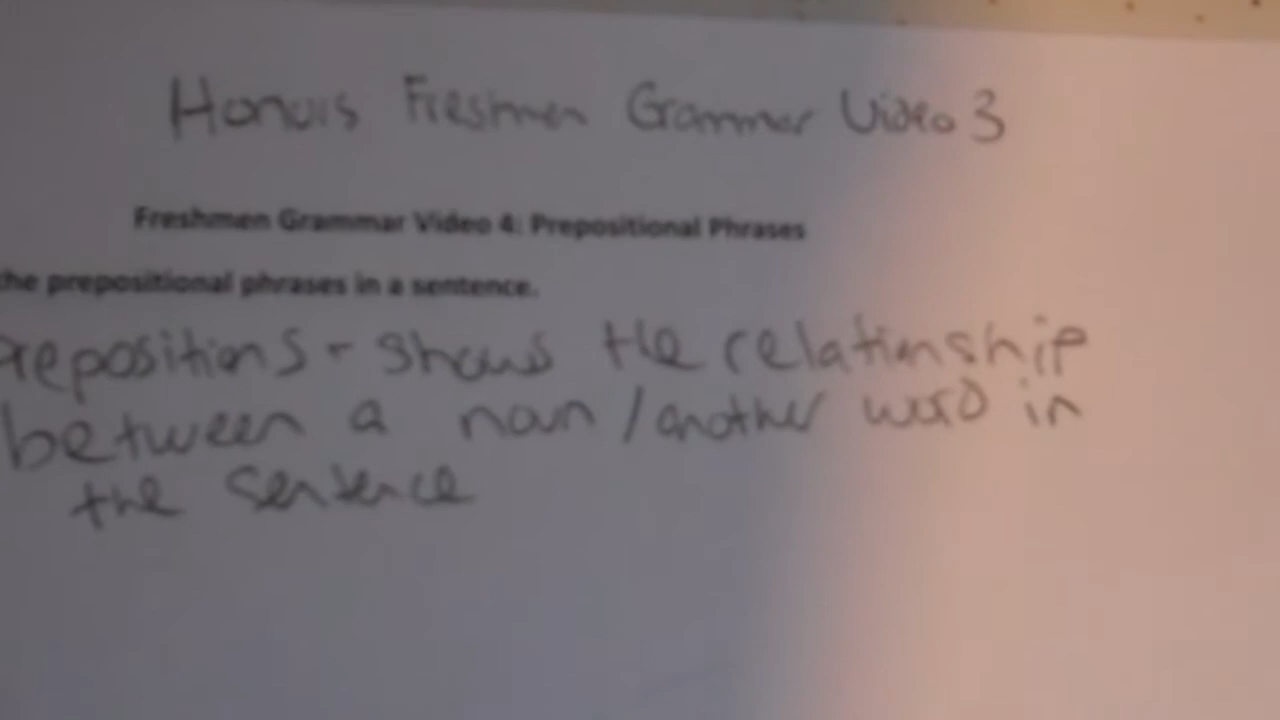 Honors Freshmen Grammar Video 3
Freshmen Grammar Video 4: Prepositional Phrases
the prepositional phrases in a sentence.
repositions - shows the relationship
between a noun / another word in
the sentence